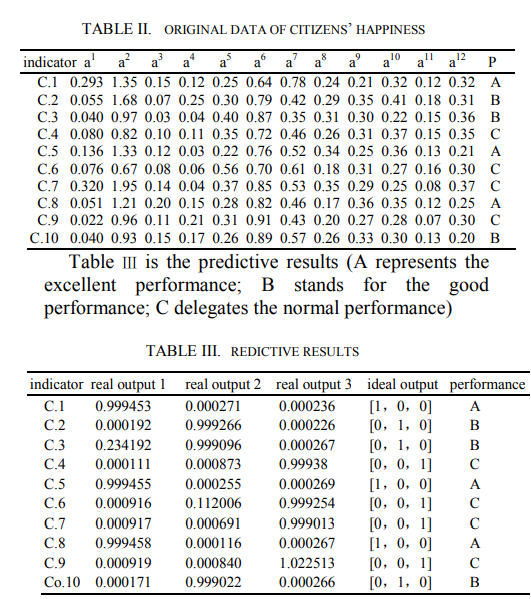 TABLE II. ORIGINAL DATA OF CITIZENS' HAPPINESS
indicator a1 a2 a3 a4 a5 a6 a7 a8 a9 a10 a11 a12 P
C.1 0.293 1.35 0.15 0.12 0.25 0.64 0.78 0.24 0.21 0.32 0.12 0.32 A
C.2 0.055 1.68 0.07 0.25 0.30 0.79 0.42 0.29 0.35 0.41 0.18 0.31 B
C.3 0.040 0.97 0.03 0.04 0.40 0.87 0.35 0.31 0.30 0.22 0.15 0.36 B
C.4 0.080 0.82 0.10 0.11 0.35 0.72 0.46 0.26 0.31 0.37 0.15 0.35 C
C.5 0.136 1.33 0.12 0.03 0.22 0.76 0.52 0.34 0.25 0.36 0.13 0.21 A
C.6 0.076 0.67 0.08 0.06 0.56 0.70 0.61 0.18 0.31 0.27 0.16 0.30 C
C.7 0.320 1.95 0.14 0.04 0.37 0.85 0.53 0.35 0.29 0.25 0.08 0.37 C
C.8 0.051 1.21 0.20 0.15 0.28 0.82 0.46 0.17 0.36 0.35 0.12 0.25 A
C.9 0.022 0.96 0.11 0.21 0.31 0.91 0.43 0.20 0.27 0.28 0.07 0.30 C
C.10 0.040 0.93 0.15 0.17 0.26 0.89 0.57 0.26 0.33 0.30 0.13 0.20 B
Table III is the predictive results (A represents the
excellent performance; B stands for the good
performance; C delegates the normal performance)
TABLE III. REDICTIVE RESULTS
indicator real output 1 real output 2 real output 3 ideal output performance
C.1 0.999453 0.000271 0.000236 [1, 0, 0] A
C.2 0.000192 0.999266 0.000226 [0, 1, 0] B
C.3 0.234192 0.999096 0.000267 [0, 1, 0] B
C.4 0.000111 0.000873 0.99938 [0, 0, 1] C
C.5 0.999455 0.000255 0.000269 [1, 0, 0] A
C.6 0.000916 0.112006 0.999254 [0, 0, 1] C
C.7 0.000917 0.000691 0.999013 [0, 0, 1] C
C.8 0.999458 0.000116 0.000267 [1, 0, 0] A
C.9 0.000919 0.000840 1.022513 [0, 0, 1] C
Co.10 0.000171 0.999022 0.000266 [0, 1, 0] B